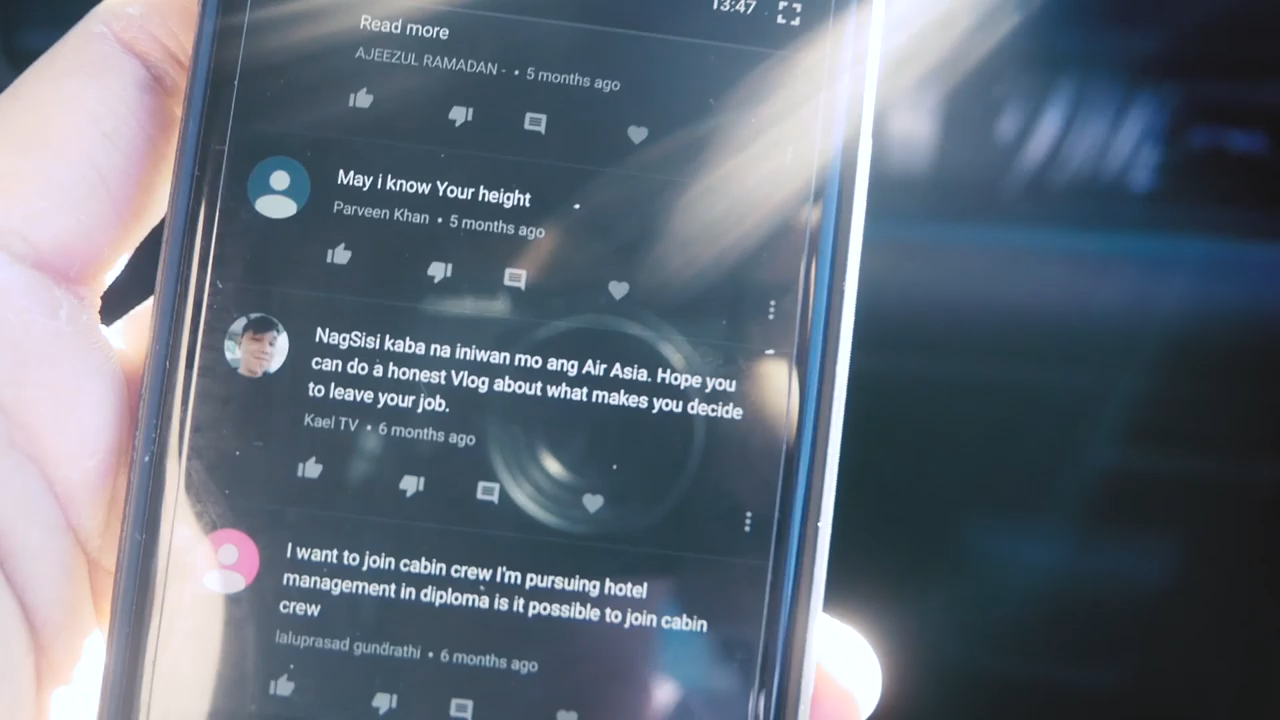 13:47
Read more
AJEEZUL RAMADAN - • 5 months ago
May i know Your height
Parveen Khan • 5 months ago
NagSisi kaba na iniwan mo ang Air Asia. Hope you
can do a honest Vlog about what makes you decide
to leave your job.
Kael TV • 6 months ago
I want to join cabin crew I'm pursuing hotel
management in diploma is it possible to join cabin
crew
laluprasad gundrathi • 6 months ago